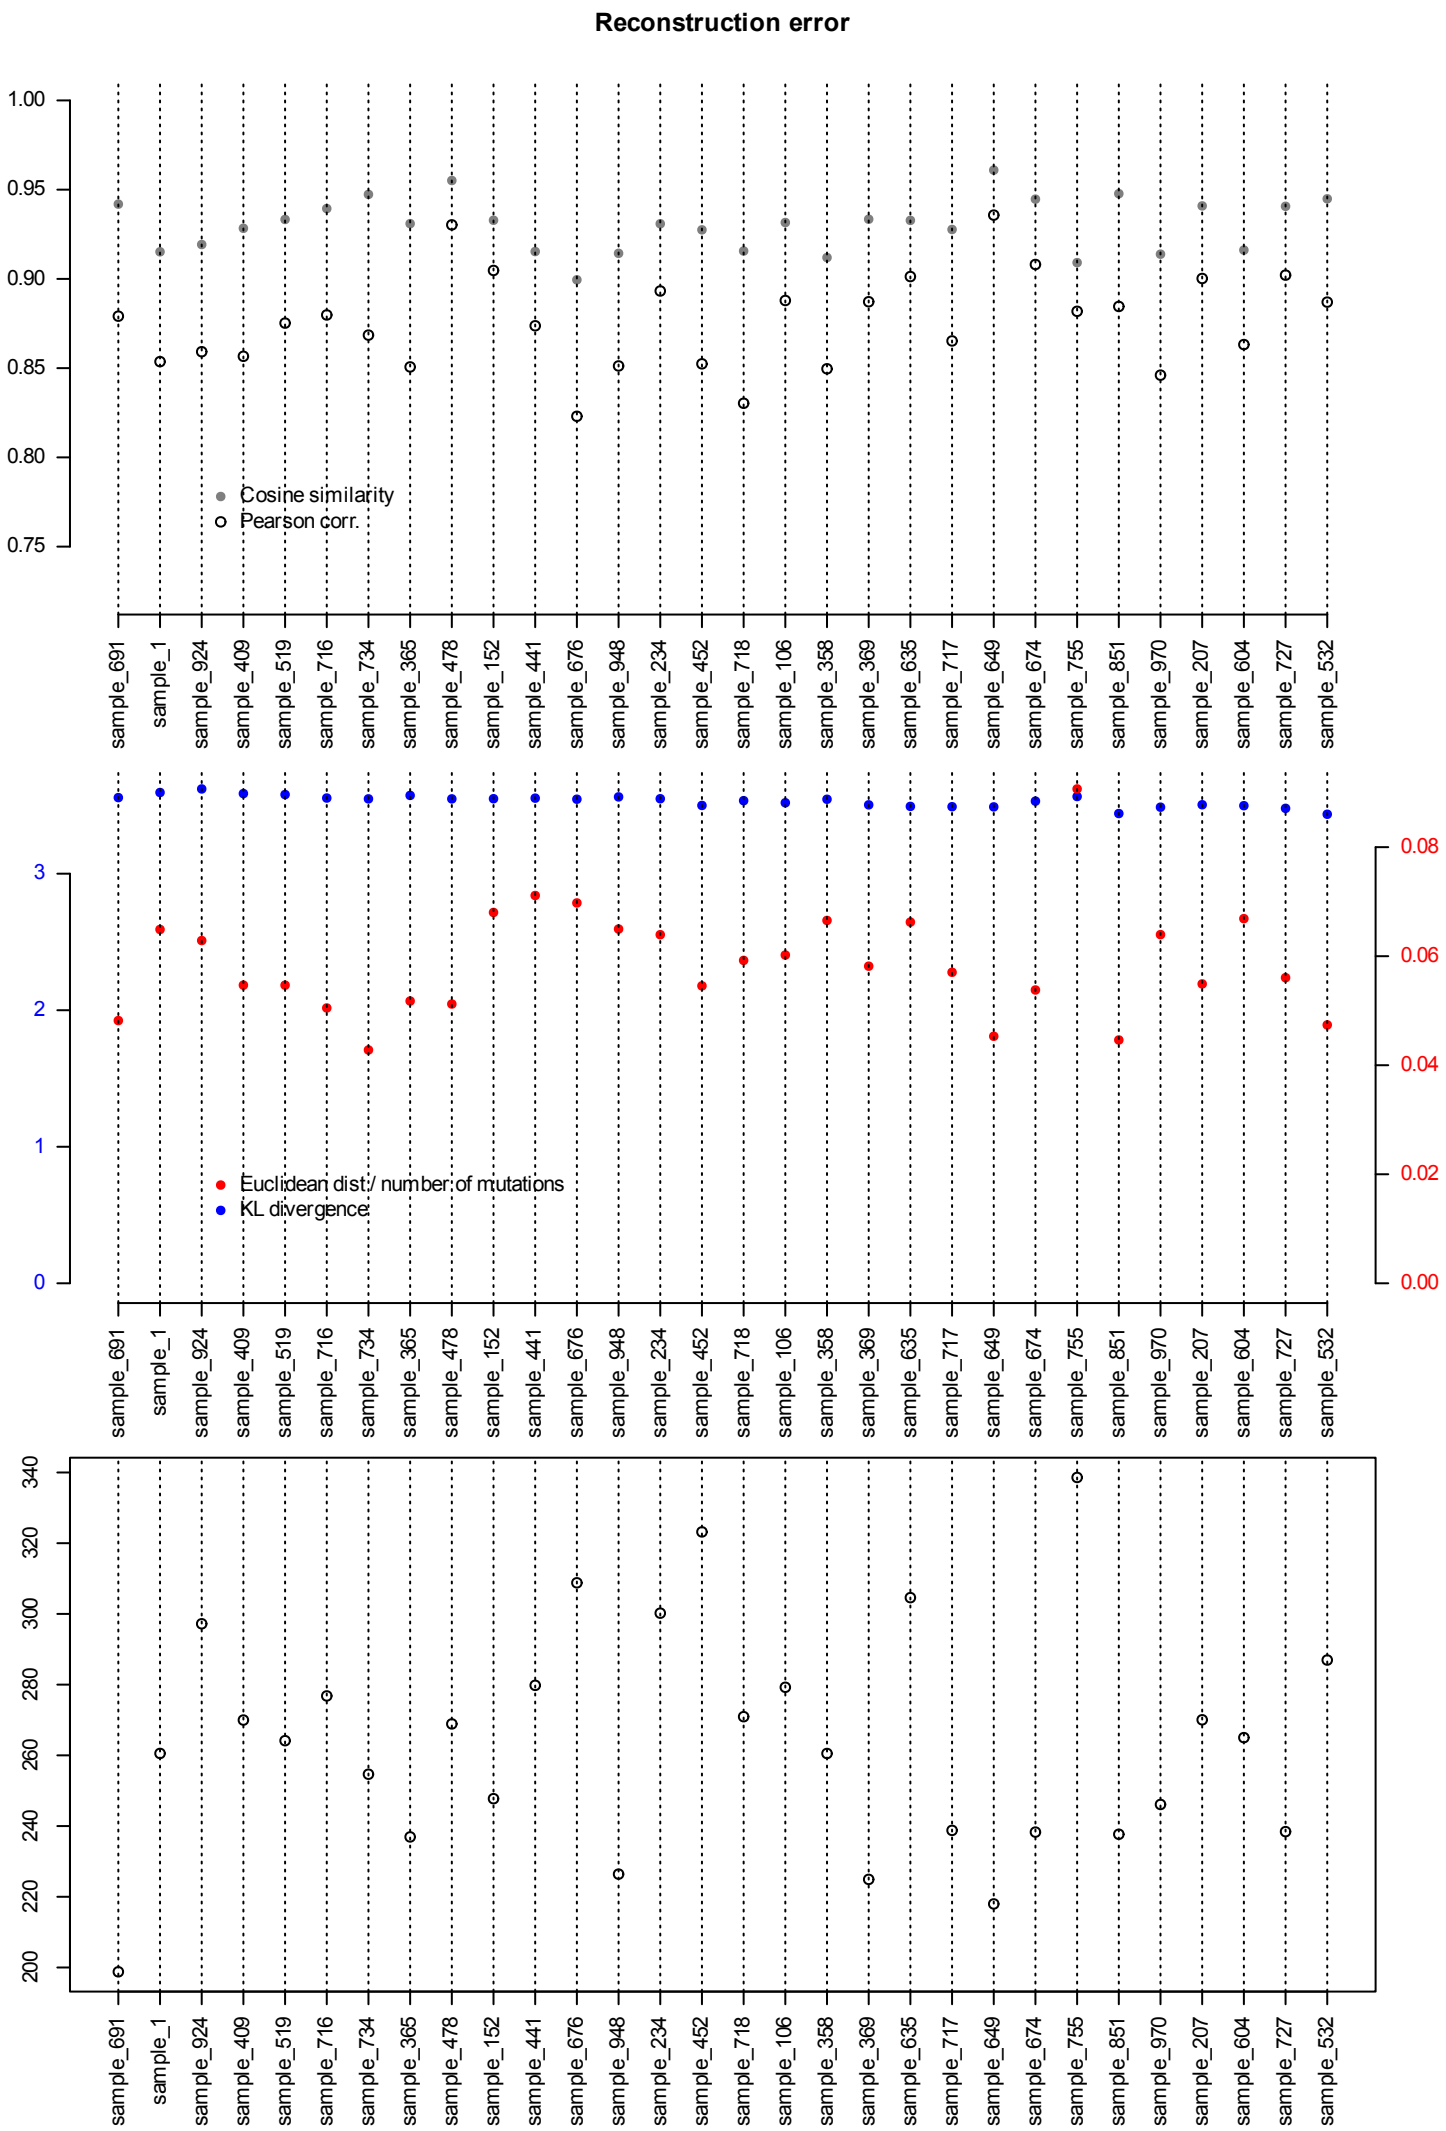 Reconstruction error
1.00
0.95
0.90
0.85
0.80
0.75
Cosine similarity
Pearson corr.
sample_691
sample_1
sample_924
sample_409
sample_519
sample_716
sample_734
sample_365
sample_478
sample_152
sample_441
sample_676
sample_948
sample_234
sample_452
sample_718
sample_106
sample_358
sample_369
sample_635
sample_717
sample_649
sample_674
sample_755
sample_851
sample_970
sample_207
sample_604
sample_727
sample_532
3
2
1
0
0.08
0.06
0.04
0.02
0.00
Euclidean dist./ number of mutations
KL divergence
sample_691
sample_1
sample_924
sample_409
sample_519
sample_716
sample_734
sample_365
sample_478
sample_152
sample_441
sample_676
sample_948
sample_234
sample_452
sample_718
sample_106
sample_358
sample_369
sample_635
sample_717
sample_649
sample_674
sample_755
sample_851
sample_970
sample_207
sample_604
sample_727
sample_532
340
320
300
280
260
240
220
200
sample_691
sample_1
sample_924
sample_409
sample_519
sample_716
sample_734
sample_365
sample_478
sample_152
sample_441
sample_676
sample_948
sample_234
sample_452
sample_718
sample_106
sample_358
sample_369
sample_635
sample_717
sample_649
sample_674
sample_755
sample_851
sample_970
sample_207
sample_604
sample_727
sample_532